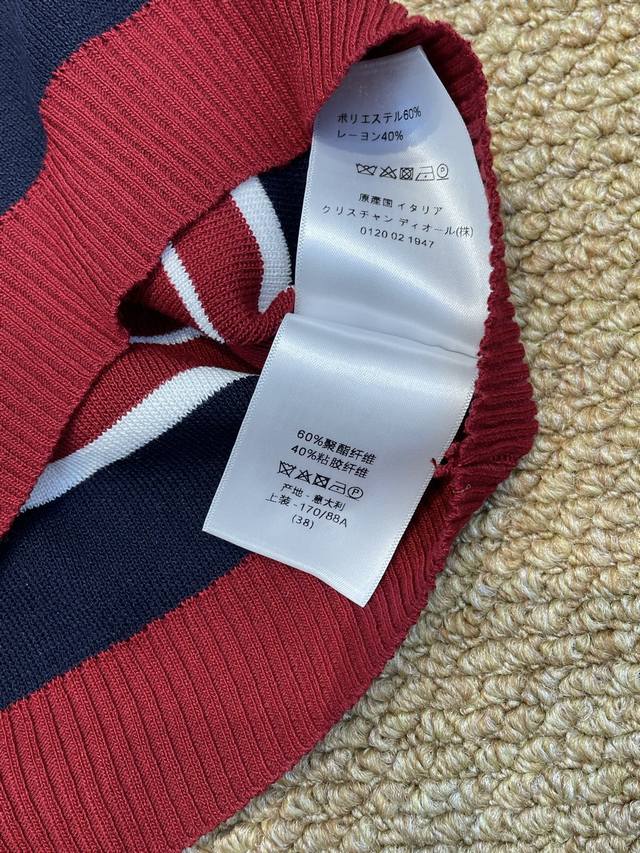 ポリエステル60%
レーヨン40%
原産国 イタリア
クリスチャン ディオール(株)
0120 02 1947
60%聚酯纤维
40%粘胶纤维
产地 - 意大利
上装 -170/88A
(38)